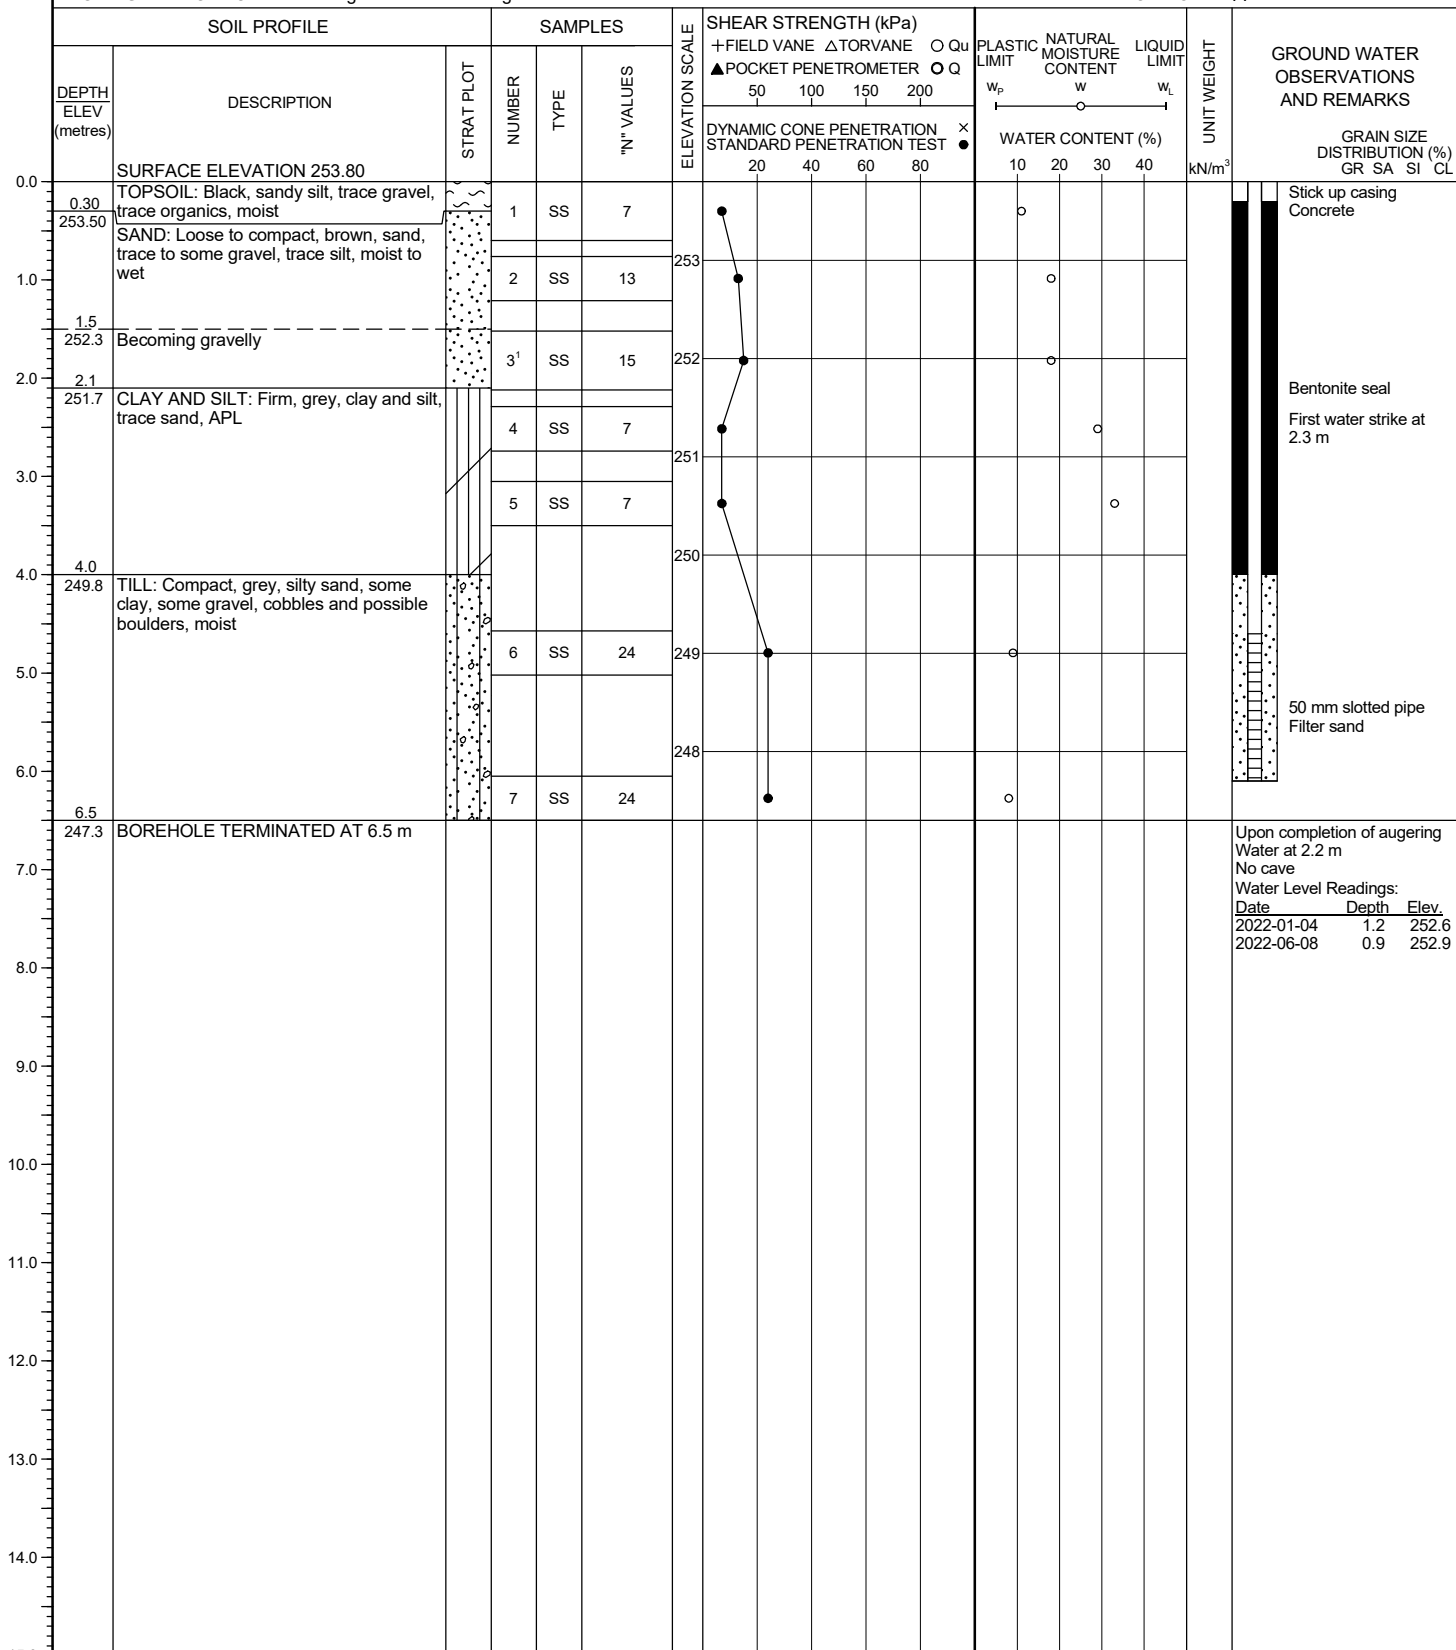 SOIL PROFILE
SAMPLES
ELEVATION SCALE
SHEAR STRENGTH (kPa)
+FIELD VANE △TORVANE ○ Qu
▲POCKET PENETROMETER O Q
50 100 150 200
DYNAMIC CONE PENETRATION ×
STANDARD PENETRATION TEST ●
20 40 60 80
PLASTIC LIMIT
NATURAL MOISTURE CONTENT
LIQUID LIMIT
wP w wL
WATER CONTENT (%)
10 20 30 40
UNIT WEIGHT
kN/m³
GROUND WATER
OBSERVATIONS
AND REMARKS
GRAIN SIZE
DISTRIBUTION (%)
GR SA SI CL
DEPTH
ELEV
(metres)
DESCRIPTION
STRAT PLOT
NUMBER
TYPE
"N" VALUES
SURFACE ELEVATION 253.80
0.0
0.30
253.50
TOPSOIL: Black, sandy silt, trace gravel,
trace organics, moist
SAND: Loose to compact, brown, sand,
trace to some gravel, trace silt, moist to
wet
1 SS 7
Stick up casing
Concrete
253
1.0
2 SS 13
1.5
252.3
Becoming gravelly
3¹ SS 15
252
2.0
2.1
251.7
CLAY AND SILT: Firm, grey, clay and silt,
trace sand, APL
4 SS 7
Bentonite seal
First water strike at
2.3 m
251
3.0
5 SS 7
250
4.0
4.0
249.8
TILL: Compact, grey, silty sand, some
clay, some gravel, cobbles and possible
boulders, moist
6 SS 24
249
5.0
50 mm slotted pipe
Filter sand
248
6.0
7 SS 24
6.5
247.3
BOREHOLE TERMINATED AT 6.5 m
Upon completion of augering
Water at 2.2 m
No cave
Water Level Readings:
Date Depth Elev.
2022-01-04 1.2 252.6
2022-06-08 0.9 252.9
7.0
8.0
9.0
10.0
11.0
12.0
13.0
14.0